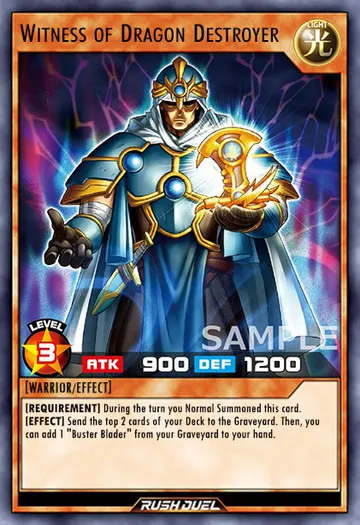 WITNESS OF DRAGON DESTROYER
LIGHT
光
SAMPLE
LEVEL
3 ATK 900 DEF 1200
[WARRIOR/EFFECT]
[REQUIREMENT] During the turn you Normal Summoned this card.
[EFFECT] Send the top 2 cards of your Deck to the Graveyard. Then, you
can add 1 "Buster Blader" from your Graveyard to your hand.
RUSH DUEL